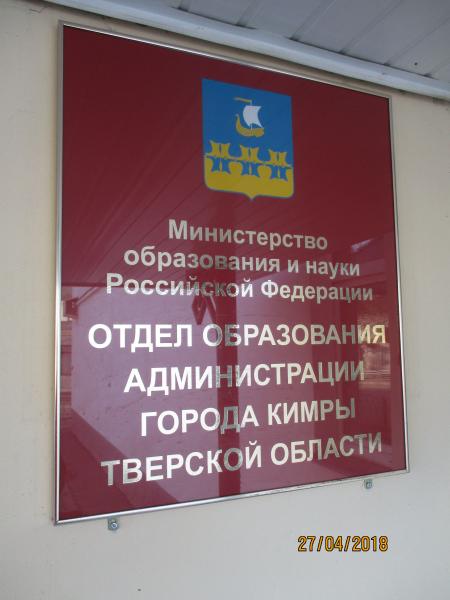 Министерство
образования и науки
Российской Федерации
ОТДЕЛ ОБРАЗОВАНИЯ
АДМИНИСТРАЦИИ
ГОРОДА КИМРЫ
ТВЕРСКОЙ ОБЛАСТИ
27/04/2018